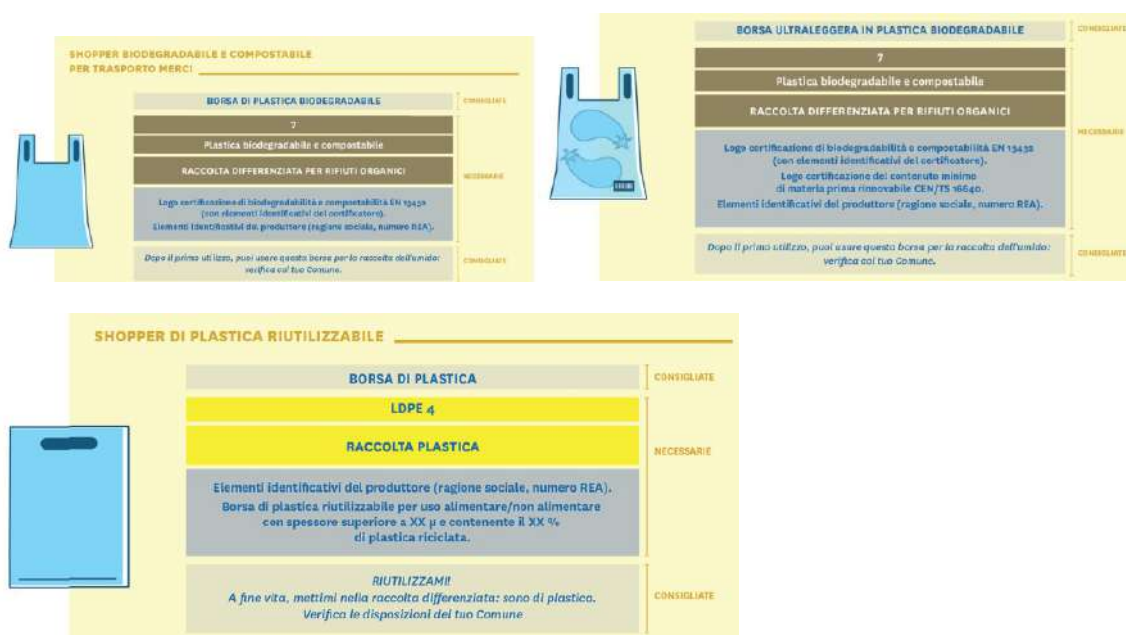 SHOPPER BIODEGRADABILE E COMPOSTABILE
PER TRASPORTO MERCI
BORSA DI PLASTICA BIODEGRADABILE
CONSIGLIATE
7
Plastica biodegradabile e compostabile
RACCOLTA DIFFERENZIATA PER RIFIUTI ORGANICI
NECESSARIE
Logo certificazione di biodegradabilità e compostabilità EN 13432
(con elementi identificativi del certificatore).
Elementi identificativi del produttore (ragione sociale, numero REA).
Dopo il primo utilizzo, puoi usare questa borsa per la raccolta dell'umido:
verifica col tuo Comune.
CONSIGLIATE
BORSA ULTRALEGGERA IN PLASTICA BIODEGRADABILE
CONSIGLIATE
7
Plastica biodegradabile e compostabile
RACCOLTA DIFFERENZIATA PER RIFIUTI ORGANICI
NECESSARIE
Logo certificazione di biodegradabilità e compostabilità EN 13432
(con elementi identificativi del certificatore).
Logo certificazione del contenuto minimo
di materia prima rinnovabile CEN/TS 16640.
Elementi identificativi del produttore (ragione sociale, numero REA).
Dopo il primo utilizzo, puoi usare questa borsa per la raccolta dell'umido:
verifica col tuo Comune.
CONSIGLIATE
SHOPPER DI PLASTICA RIUTILIZZABILE
BORSA DI PLASTICA
CONSIGLIATE
LDPE 4
RACCOLTA PLASTICA
NECESSARIE
Elementi identificativi del produttore (ragione sociale, numero REA).
Borsa di plastica riutilizzabile per uso alimentare/non alimentare
con spessore superiore a XX μ e contenente il XX %
di plastica riciclata.
RIUTILIZZAMI!
A fine vita, mettimi nella raccolta differenziata: sono di plastica.
Verifica le disposizioni del tuo Comune
CONSIGLIATE